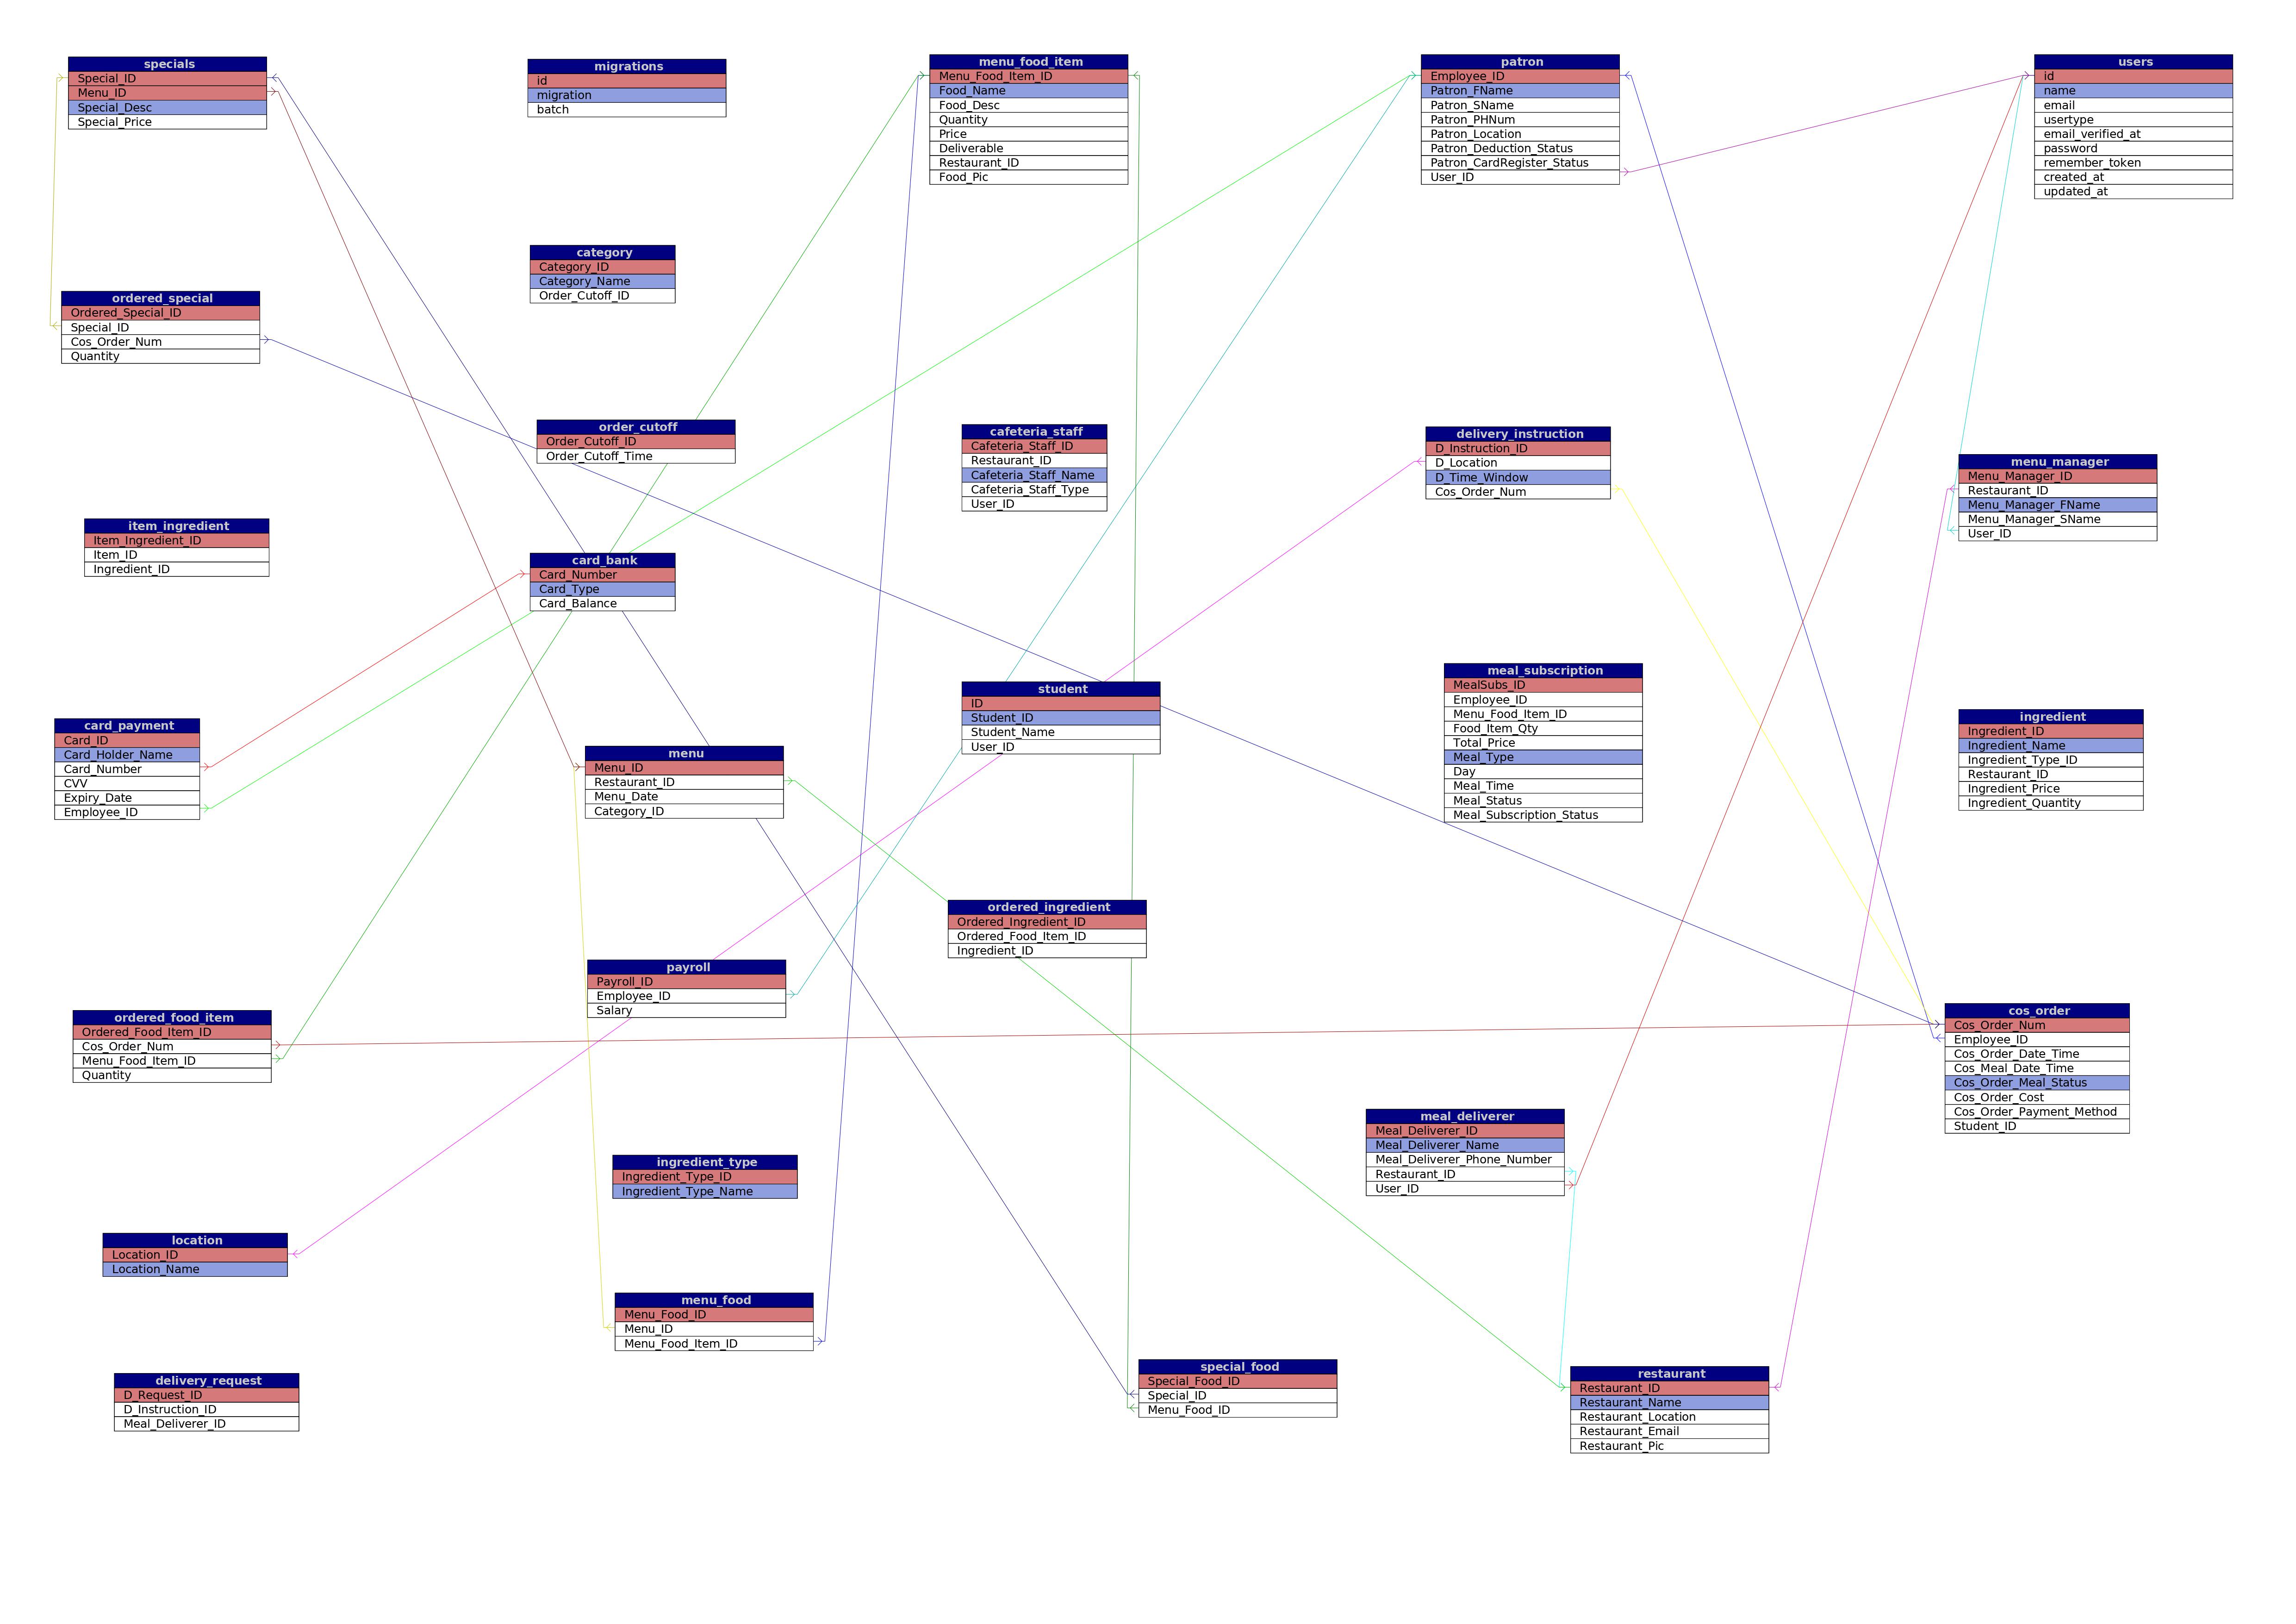 specials
Special_ID
Menu_ID
Special_Desc
Special_Price
migrations
id
migration
batch
menu_food_item
Menu_Food_Item_ID
Food_Name
Food_Desc
Quantity
Price
Deliverable
Restaurant_ID
Food_Pic
patron
Employee_ID
Patron_FName
Patron_SName
Patron_PHNum
Patron_Location
Patron_Deduction_Status
Patron_CardRegister_Status
User_ID
users
id
name
email
usertype
email_verified_at
password
remember_token
created_at
updated_at
category
Category_ID
Category_Name
Order_Cutoff_ID
ordered_special
Ordered_Special_ID
Special_ID
Cos_Order_Num
Quantity
order_cutoff
Order_Cutoff_ID
Order_Cutoff_Time
cafeteria_staff
Cafeteria_Staff_ID
Restaurant_ID
Cafeteria_Staff_Name
Cafeteria_Staff_Type
User_ID
delivery_instruction
D_Instruction_ID
D_Location
D_Time_Window
Cos_Order_Num
menu_manager
Menu_Manager_ID
Restaurant_ID
Menu_Manager_FName
Menu_Manager_SName
User_ID
item_ingredient
Item_Ingredient_ID
Item_ID
Ingredient_ID
card_bank
Card_Number
Card_Type
Card_Balance
student
ID
Student_ID
Student_Name
User_ID
meal_subscription
MealSubs_ID
Employee_ID
Menu_Food_Item_ID
Food_Item_Qty
Total_Price
Meal_Type
Day
Meal_Time
Meal_Status
Meal_Subscription_Status
ingredient
Ingredient_ID
Ingredient_Name
Ingredient_Type_ID
Restaurant_ID
Ingredient_Price
Ingredient_Quantity
card_payment
Card_ID
Card_Holder_Name
Card_Number
CVV
Expiry_Date
Employee_ID
menu
Menu_ID
Restaurant_ID
Menu_Date
Category_ID
ordered_ingredient
Ordered_Ingredient_ID
Ordered_Food_Item_ID
Ingredient_ID
payroll
Payroll_ID
Employee_ID
Salary
ordered_food_item
Ordered_Food_Item_ID
Cos_Order_Num
Menu_Food_Item_ID
Quantity
cos_order
Cos_Order_Num
Employee_ID
Cos_Order_Date_Time
Cos_Meal_Date_Time
Cos_Order_Meal_Status
Cos_Order_Cost
Cos_Order_Payment_Method
Student_ID
meal_deliverer
Meal_Deliverer_ID
Meal_Deliverer_Name
Meal_Deliverer_Phone_Number
Restaurant_ID
User_ID
ingredient_type
Ingredient_Type_ID
Ingredient_Type_Name
location
Location_ID
Location_Name
menu_food
Menu_Food_ID
Menu_ID
Menu_Food_Item_ID
special_food
Special_Food_ID
Special_ID
Menu_Food_ID
restaurant
Restaurant_ID
Restaurant_Name
Restaurant_Location
Restaurant_Email
Restaurant_Pic
delivery_request
D_Request_ID
D_Instruction_ID
Meal_Deliverer_ID